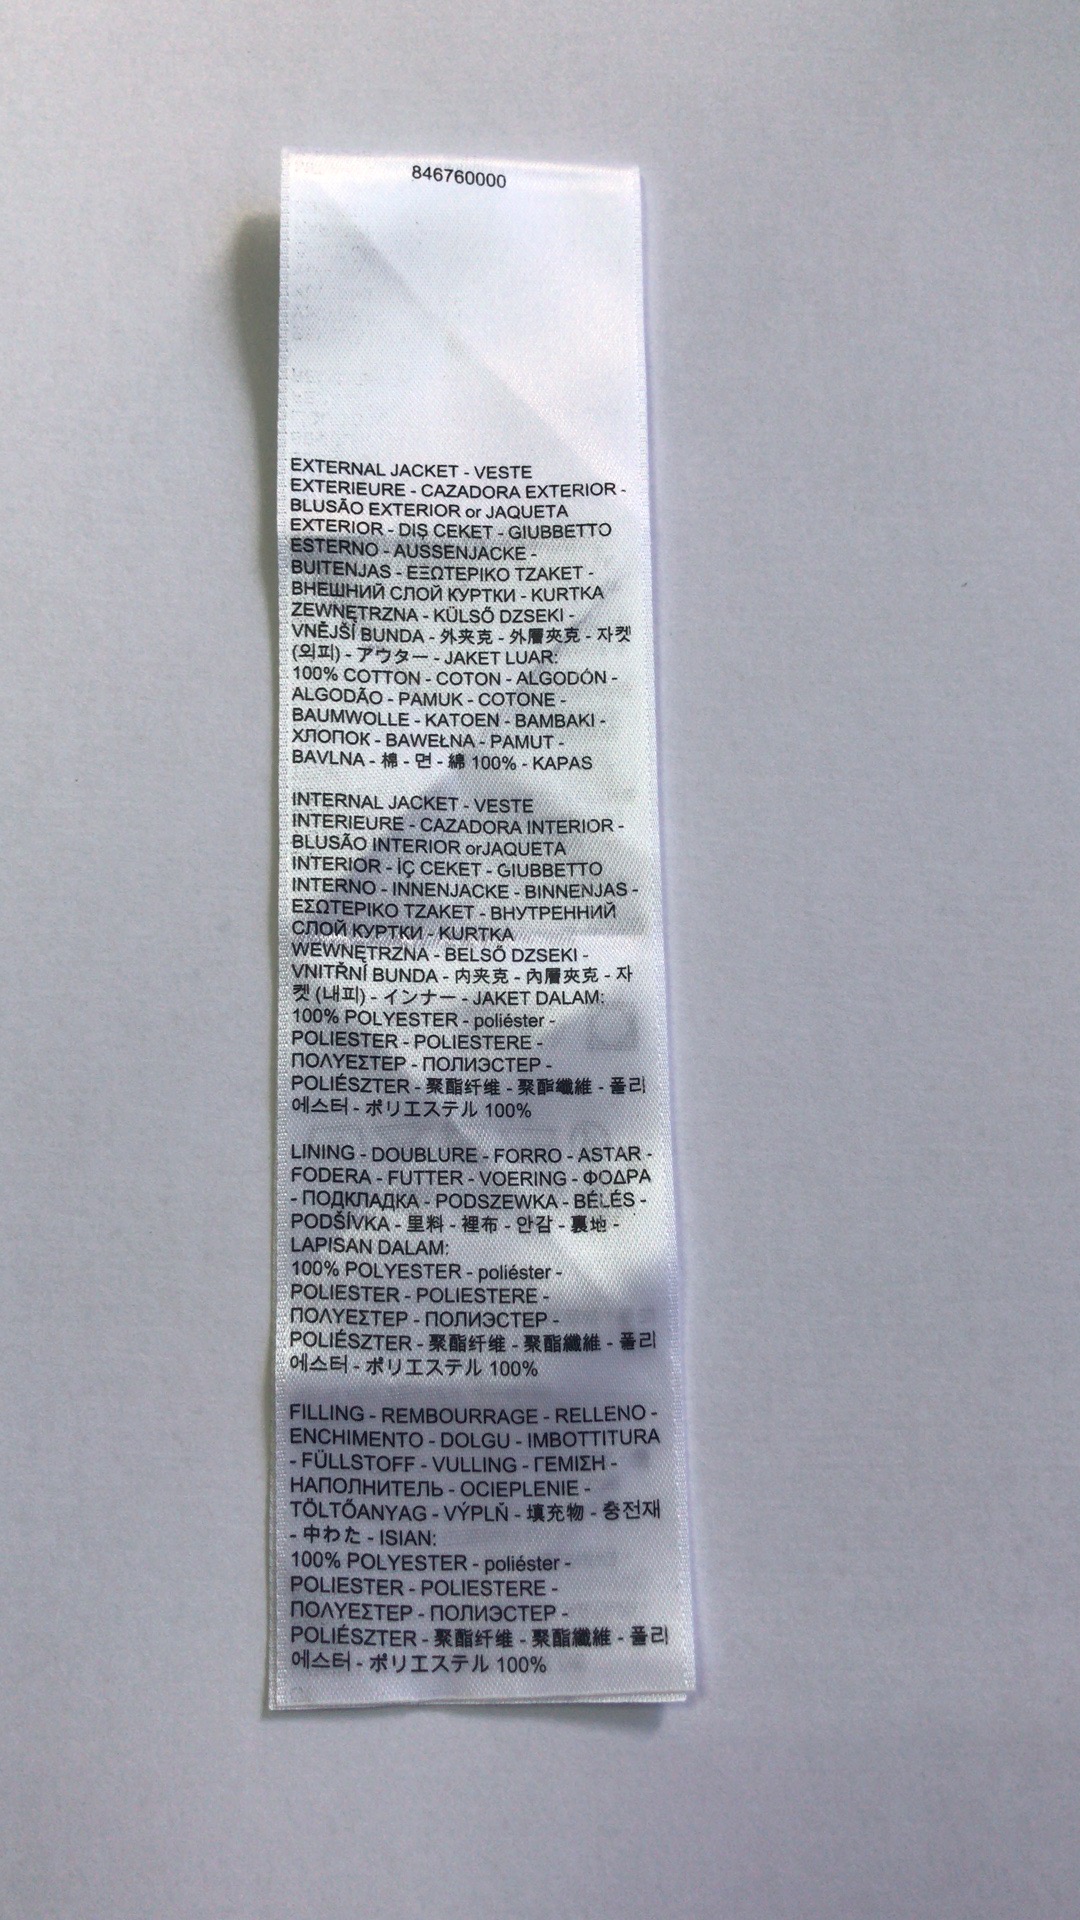 846760000
EXTERNAL JACKET - VESTE
EXTERIEURE - CAZADORA EXTERIOR -
BLUSÃO EXTERIOR or JAQUETA
EXTERIOR - DIŞ CEKET - GIUBBETTO
ESTERNO - AUSSENJACKE -
BUITENJAS - ΕΞΩΤΕΡΙΚΟ ΤΖΑΚΕΤ -
ВНЕШНИЙ СЛОЙ КУРТКИ - KURTKA
ZEWNĘTRZNA - KÜLSŐ DZSEKI -
VNĚJŠÍ BUNDA - 外夹克 - 外層夾克 - 자켓
(외피) - アウター - JAKET LUAR:
100% COTTON - COTON - ALGODÓN -
ALGODÃO - PAMUK - COTONE -
BAUMWOLLE - KATOEN - BAMBAKI -
ХЛОПОК - BAWEŁNA - PAMUT -
BAVLNA - 棉 - 면 - 綿 100% - KAPAS
INTERNAL JACKET - VESTE
INTERIEURE - CAZADORA INTERIOR -
BLUSÃO INTERIOR orJAQUETA
INTERIOR - İÇ CEKET - GIUBBETTO
INTERNO - INNENJACKE - BINNENJAS -
ΕΣΩΤΕΡΙΚΟ ΤΖΑΚΕΤ - ВНУТРЕННИЙ
СЛОЙ КУРТКИ - KURTKA
WEWNĘTRZNA - BELSŐ DZSEKI -
VNITŘNÍ BUNDA - 内夹克 - 內層夾克 - 자
켓 (내피) - インナー - JAKET DALAM:
100% POLYESTER - poliéster -
POLIESTER - POLIESTERE -
ΠΟΛΥΕΣΤΕΡ - ПОЛИЭСТЕР -
POLIÉSZTER - 聚酯纤维 - 聚酯纖維 - 폴리
에스터 - ポリエステル 100%
LINING - DOUBLURE - FORRO - ASTAR -
FODERA - FUTTER - VOERING - ΦΟΔΡΑ
- ПОДКЛАДКА - PODSZEWKA - BÉLÉS -
PODŠÍVKA - 里料 - 裡布 - 안감 - 裏地 -
LAPISAN DALAM:
100% POLYESTER - poliéster -
POLIESTER - POLIESTERE -
ΠΟΛΥΕΣΤΕΡ - ПОЛИЭСТЕР -
POLIÉSZTER - 聚酯纤维 - 聚酯纖維 - 폴리
에스터 - ポリエステル 100%
FILLING - REMBOURRAGE - RELLENO -
ENCHIMENTO - DOLGU - IMBOTTITURA
- FÜLLSTOFF - VULLING - ΓΕΜΙΣΗ -
НАПОЛНИТЕЛЬ - OCIEPLENIE -
TÖLTŐANYAG - VÝPLŇ - 填充物 - 충전재
- 中わた - ISIAN:
100% POLYESTER - poliéster -
POLIESTER - POLIESTERE -
ΠΟΛΥΕΣΤΕΡ - ПОЛИЭСТЕР -
POLIÉSZTER - 聚酯纤维 - 聚酯纖維 - 폴리
에스터 - ポリエステル 100%